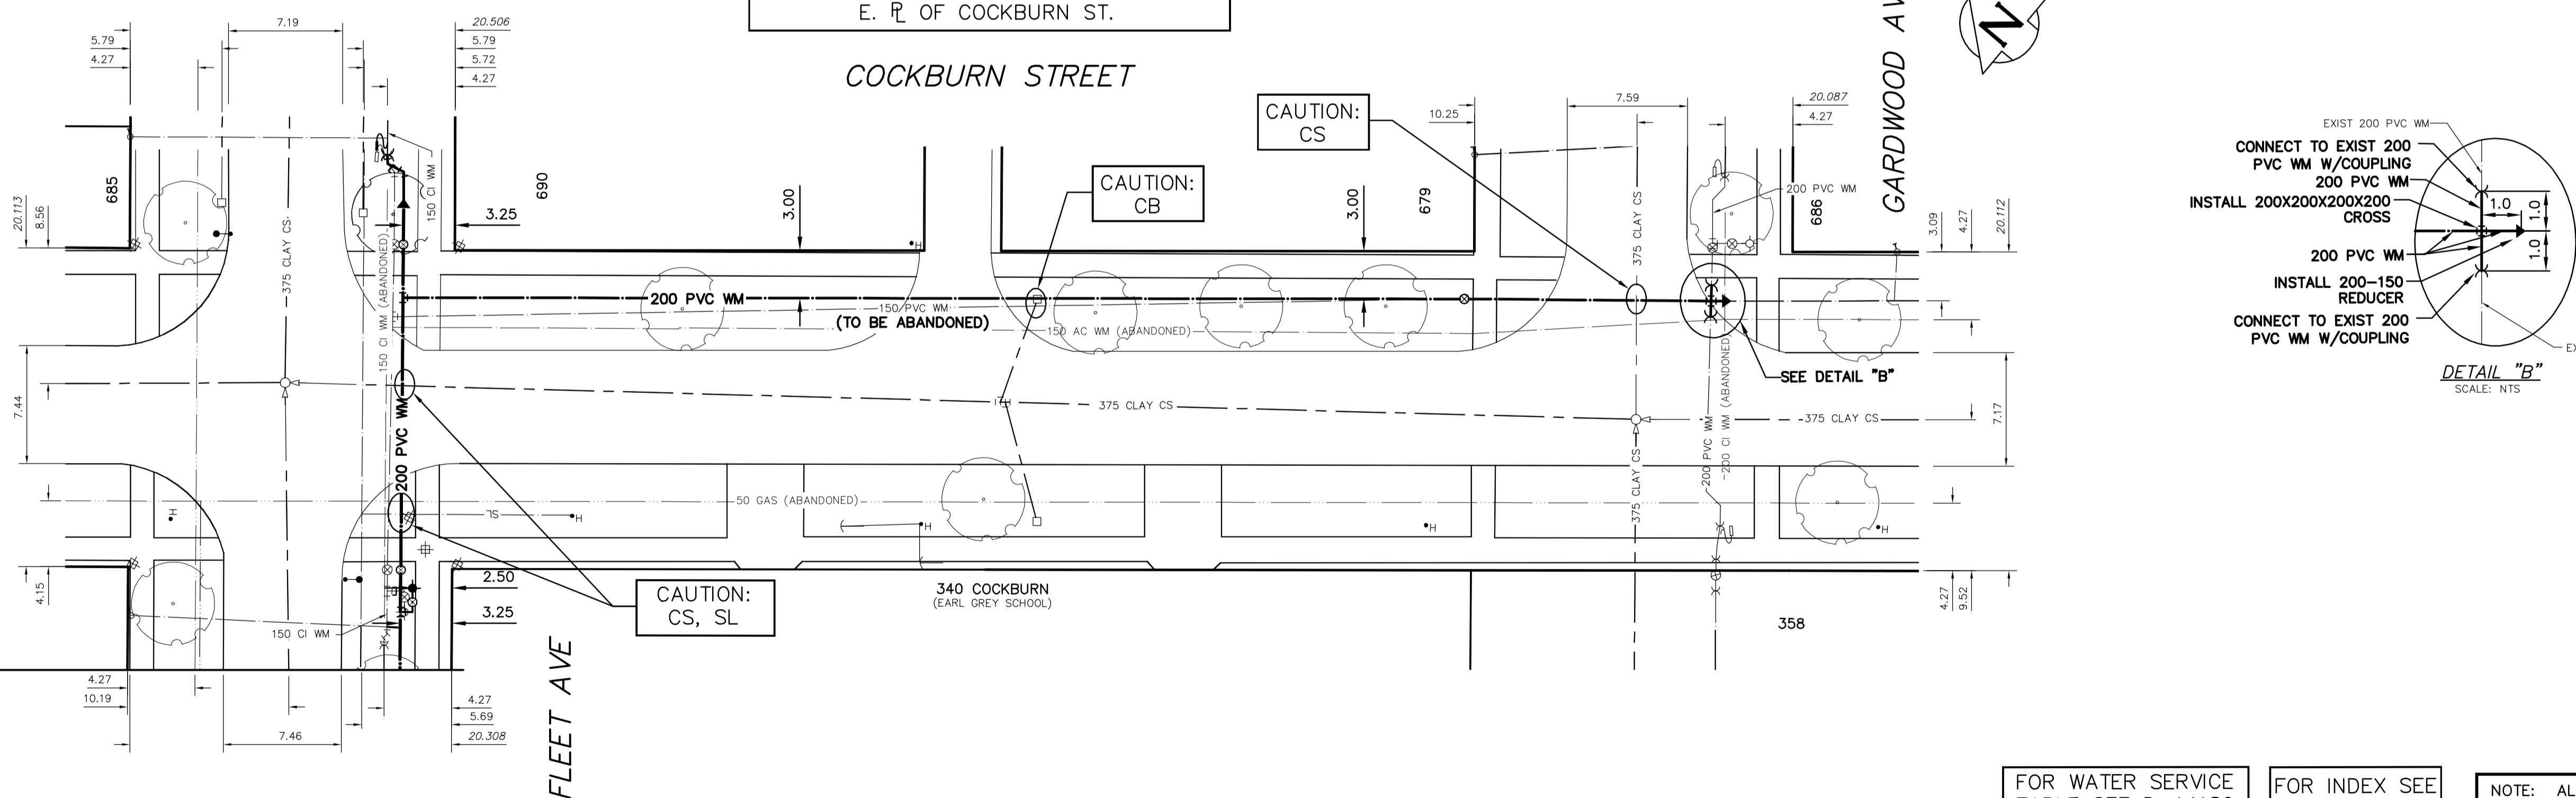 E. PL OF COCKBURN ST.
COCKBURN STREET
GARDWOOD AV
N
7.19
5.79
4.27
20.506
5.79
5.72
4.27
CAUTION:
CS
CAUTION:
CB
10.25
7.59
20.087
4.27
20.113
8.56
685
375 CLAY CS
150 CI WM (ABANDONED)
150 CI WM
3.25
690
3.00
H
3.00
679
375 CLAY CS
200 PVC WM
686
3.09
4.27
20.112
200 PVC WM
150 PVC WM
(TO BE ABANDONED)
150 AC WM (ABANDONED)
SEE DETAIL "B"
375 CLAY CS
375 CLAY CS
200 PVC WM
7.44
7.17
375 CLAY CS
200 PVC WM
200 CI WM (ABANDONED)
50 GAS (ABANDONED)
H
SL
H
H
H
H
4.15
2.50
3.25
150 CI WM
CAUTION:
CS, SL
340 COCKBURN
(EARL GREY SCHOOL)
358
4.27
9.52
4.27
10.19
7.46
4.27
5.69
20.308
FLEET AVE
EXIST 200 PVC WM
CONNECT TO EXIST 200
PVC WM W/COUPLING
200 PVC WM
INSTALL 200X200X200X200
CROSS
200 PVC WM
INSTALL 200-150
REDUCER
CONNECT TO EXIST 200
PVC WM W/COUPLING
1.0
1.0
1.0
EX
DETAIL "B"
SCALE: NTS
FOR WATER SERVICE
FOR INDEX SEE
NOTE: AL